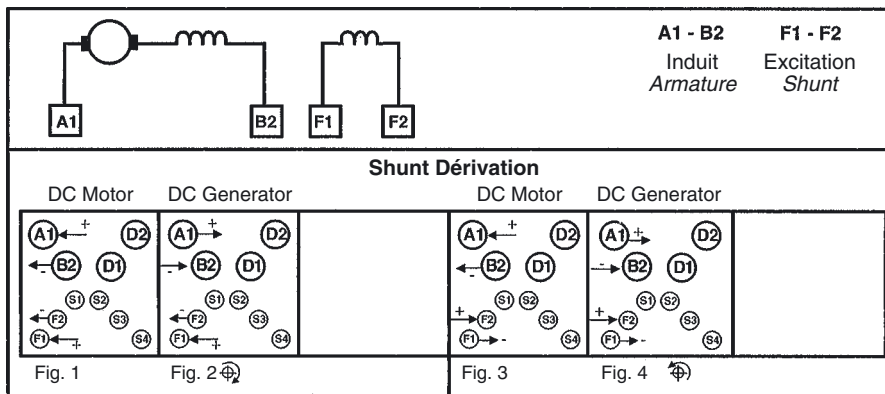 A1 - B2 F1 - F2
Induit Excitation
Armature Shunt
A1 B2 F1 F2
Shunt Dérivation
DC Motor DC Generator DC Motor DC Generator
A1 + D2 A1 + D2 A1 + D2 A1 + D2
- B2 D1 - B2 D1 - B2 D1 - B2 D1
S1 S2 S1 S2 S1 S2 S1 S2
- F2 S3 - F2 S3 + F2 S3 + F2 S3
F1 + S4 F1 + S4 F1 - S4 F1 - S4
Fig. 1 Fig. 2 Fig. 3 Fig. 4